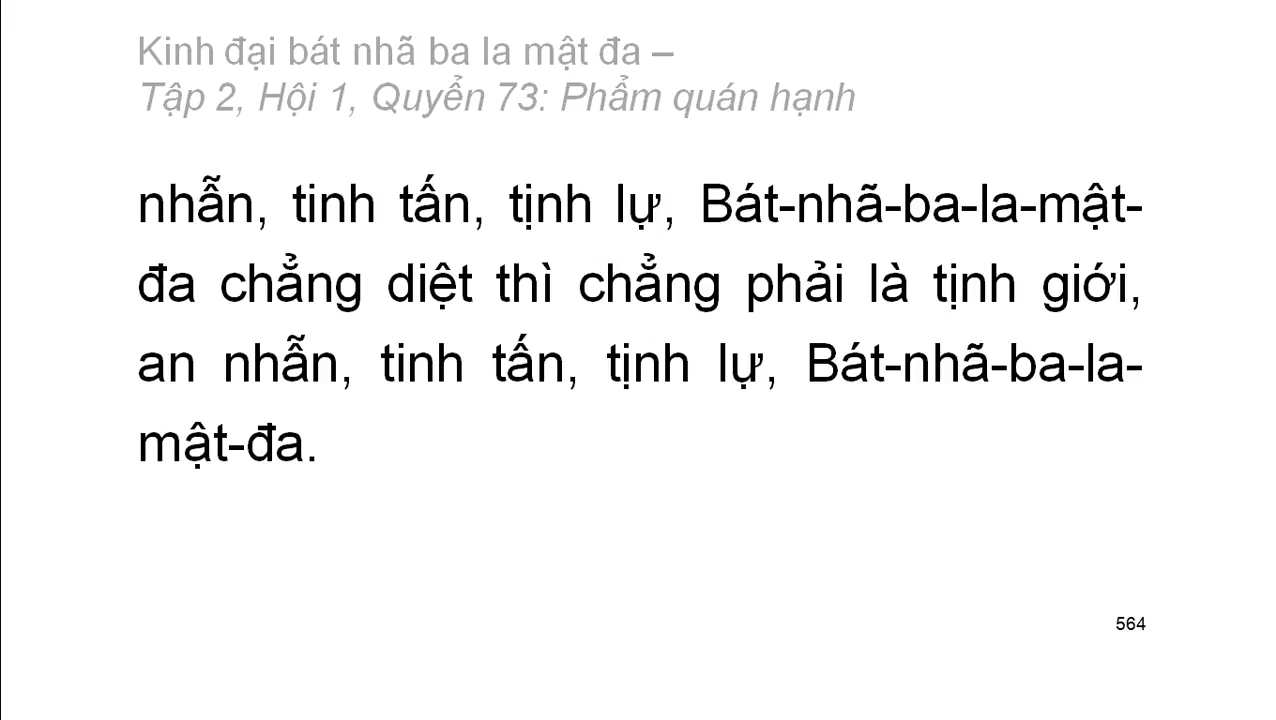 Kinh đại bát nhã ba la mật đa –
Tập 2, Hội 1, Quyển 73: Phẩm quán hạnh
nhẫn, tinh tấn, tịnh lự, Bát-nhã-ba-la-mật-
đa chẳng diệt thì chẳng phải là tịnh giới,
an nhẫn, tinh tấn, tịnh lự, Bát-nhã-ba-la-
mật-đa.
564